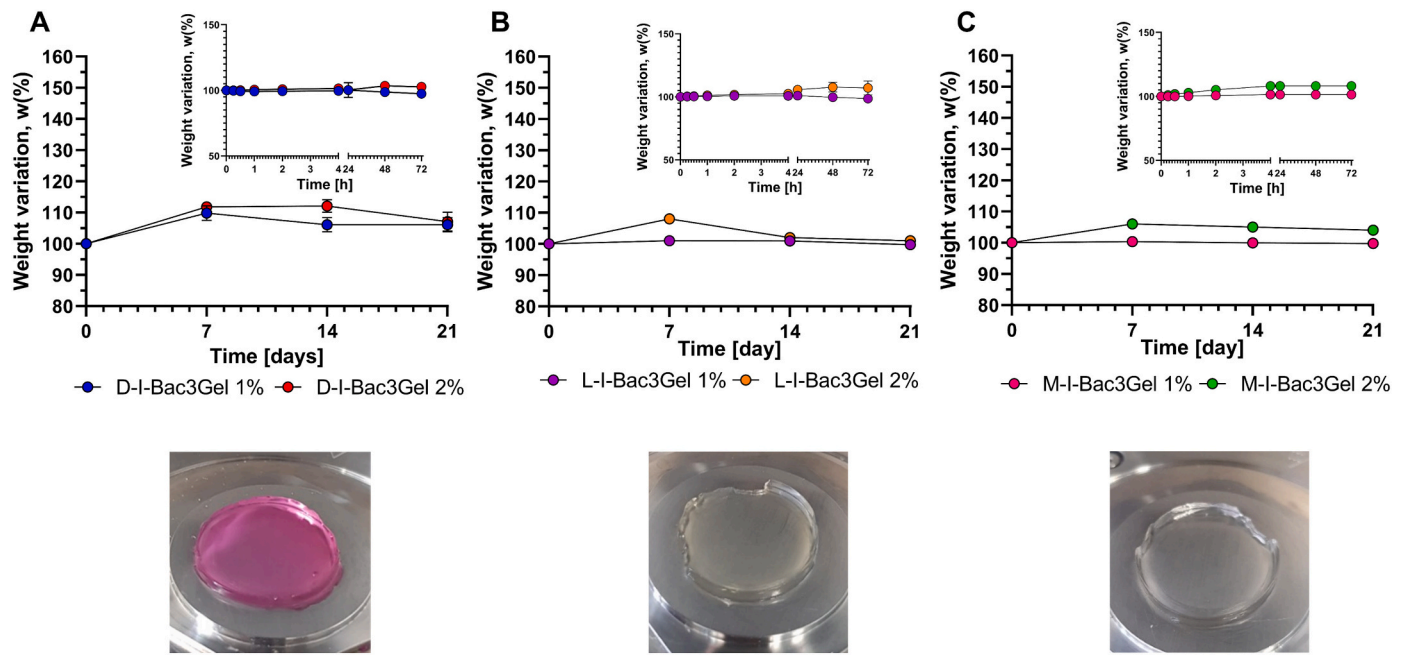 A
Weight variation, w(%)
160
150
140
130
120
110
100
90
80
0 7 14 21
Time [days]
Weight variation, w(%)
150
100
50
0 1 2 3 4 24 48 72
Time [h]
D-I-Bac3Gel 1% D-I-Bac3Gel 2%
B
Weight variation, w(%)
160
150
140
130
120
110
100
90
80
0 7 14 21
Time [day]
Weight variation, w(%)
150
100
50
0 1 2 3 4 24 48 72
Time [h]
L-I-Bac3Gel 1% L-I-Bac3Gel 2%
C
Weight variation, w(%)
160
150
140
130
120
110
100
90
80
0 7 14 21
Time [day]
Weight variation, w(%)
150
100
50
0 1 2 3 4 24 48 72
Time [h]
M-I-Bac3Gel 1% M-I-Bac3Gel 2%